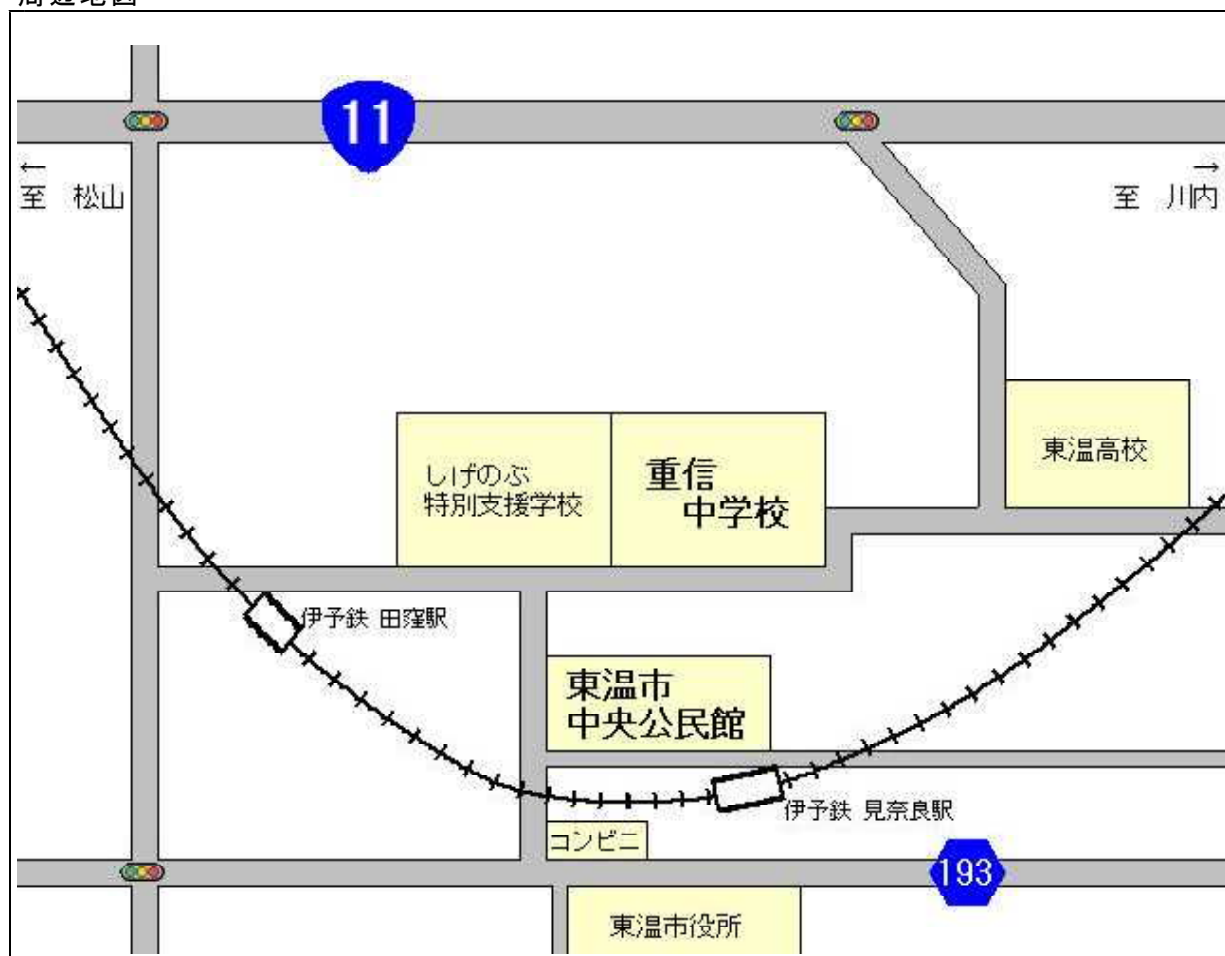 周辺地図
11
←
至 松山
→
至 川内
東温高校
しげのぶ
特別支援学校
重信
中学校
伊予鉄 田窪駅
東温市
中央公民館
伊予鉄 見奈良駅
コンビニ
193
東温市役所